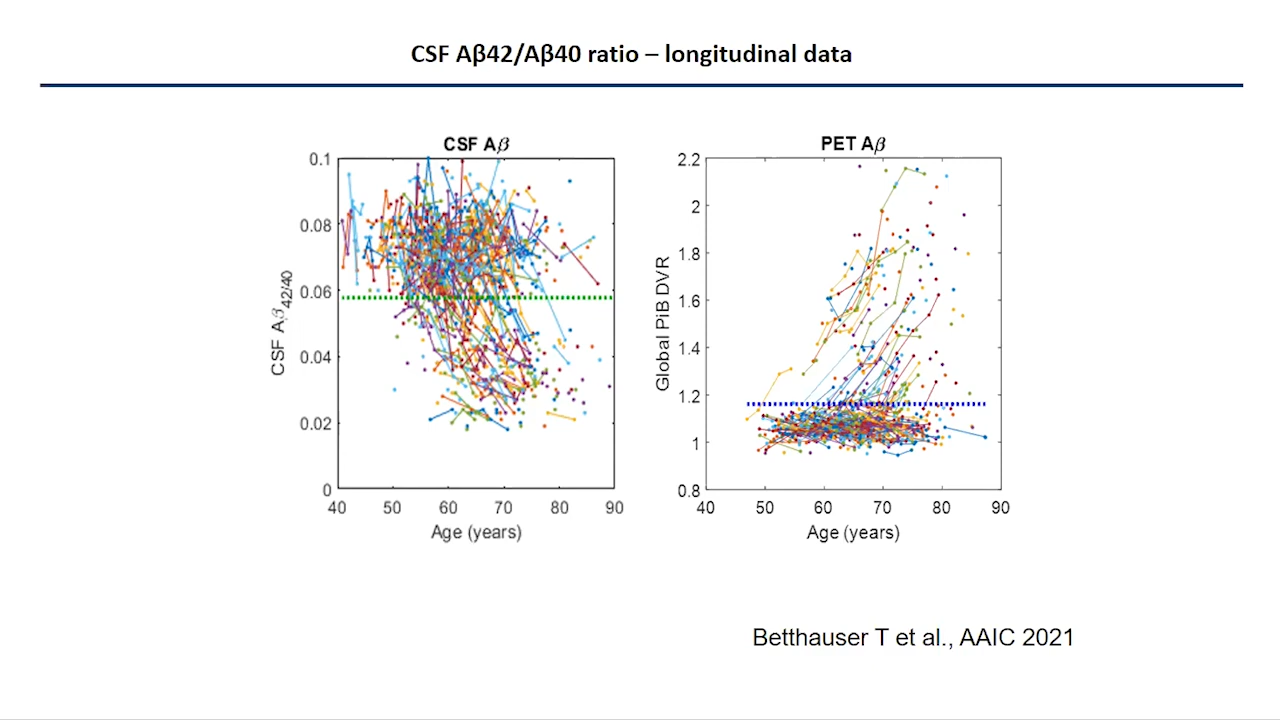 CSF Aβ42/Aβ40 ratio – longitudinal data
CSF Aβ
0.1
0.08
0.06
0.04
0.02
0
CSF Aβ42/40
40 50 60 70 80 90
Age (years)
PET Aβ
2.2
2
1.8
1.6
1.4
1.2
1
0.8
Global PiB DVR
40 50 60 70 80 90
Age (years)
Betthauser T et al., AAIC 2021